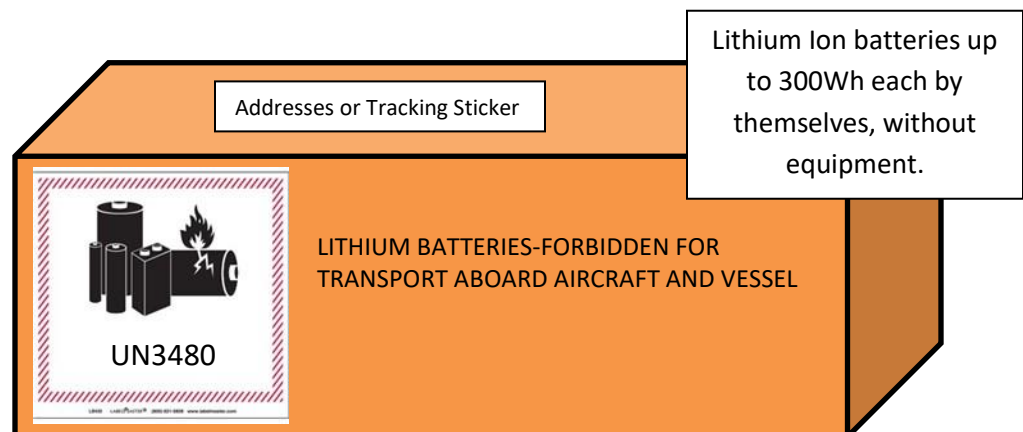 Lithium Ion batteries up
to 300Wh each by
themselves, without
equipment.
Addresses or Tracking Sticker
LITHIUM BATTERIES-FORBIDDEN FOR
TRANSPORT ABOARD AIRCRAFT AND VESSEL
UN3480